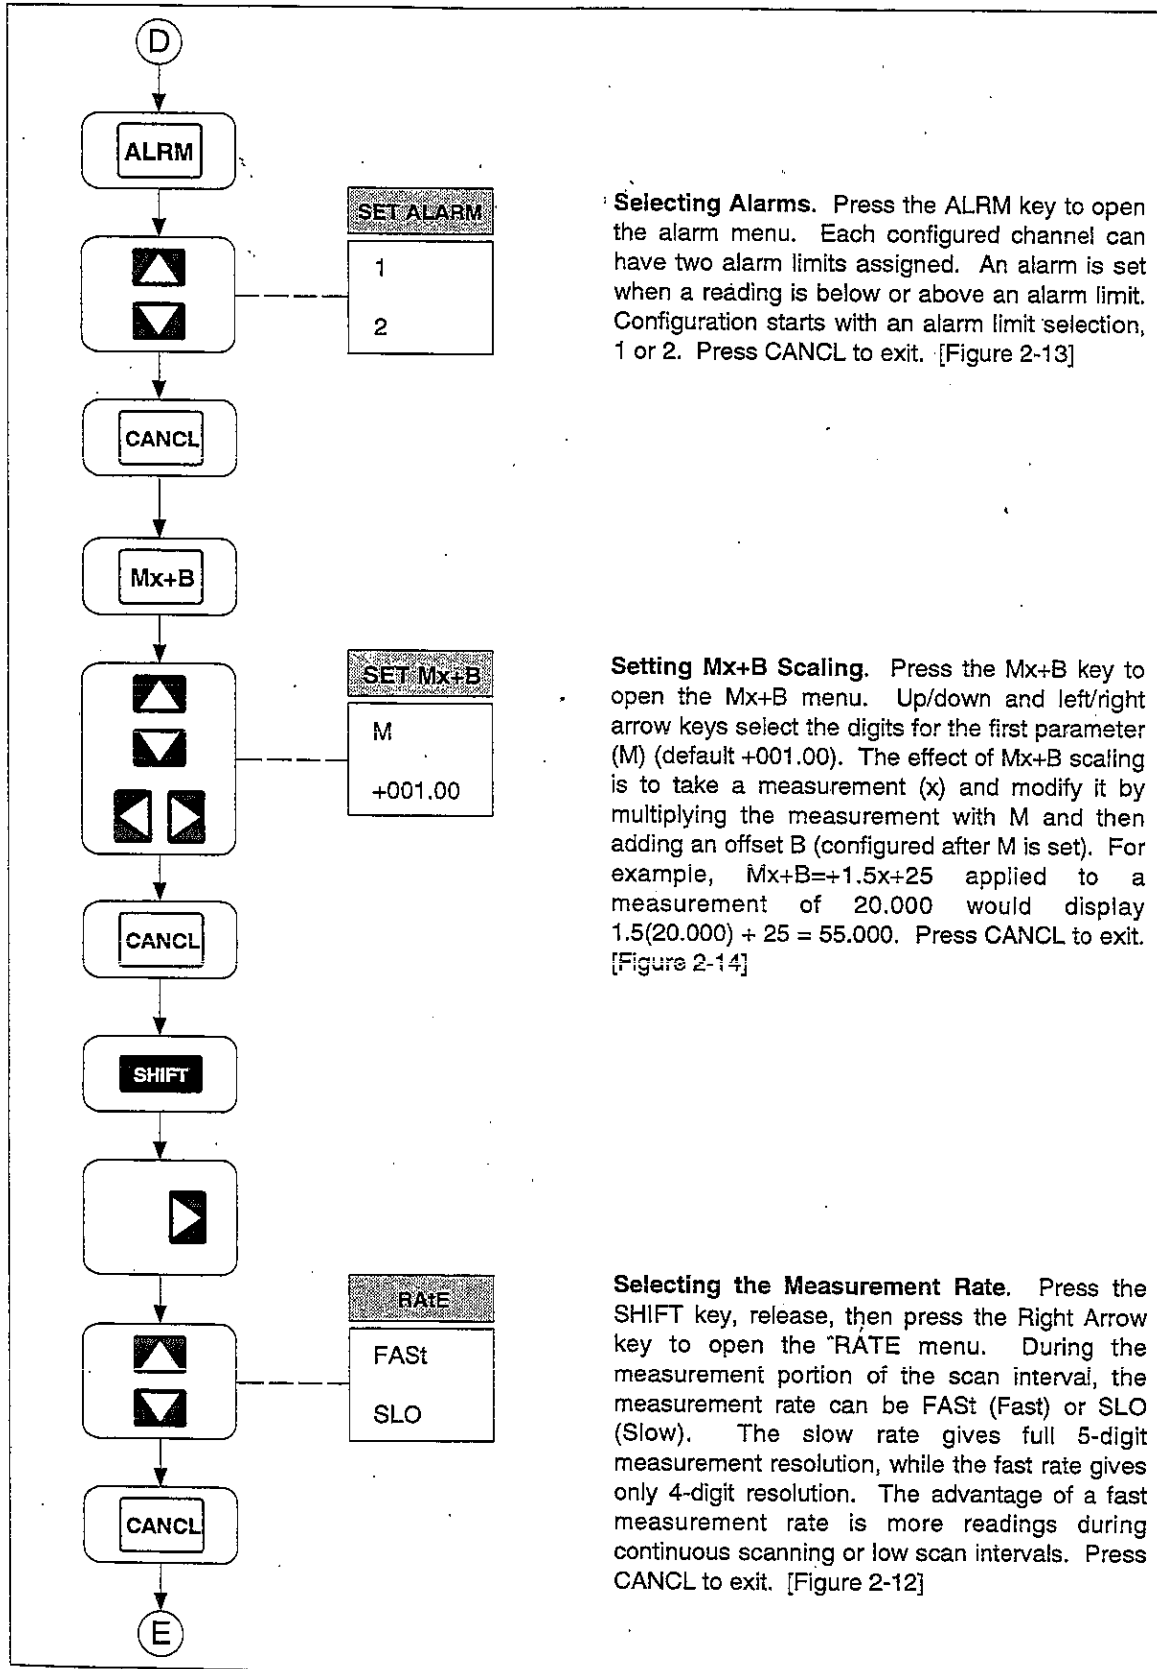 D
ALRM
SET ALARM
1
2
Selecting Alarms. Press the ALRM key to open
the alarm menu. Each configured channel can
have two alarm limits assigned. An alarm is set
when a reading is below or above an alarm limit.
Configuration starts with an alarm limit selection,
1 or 2. Press CANCL to exit. [Figure 2-13]
CANCL
Mx+B
SET Mx+B
M
+001.00
Setting Mx+B Scaling. Press the Mx+B key to
open the Mx+B menu. Up/down and left/right
arrow keys select the digits for the first parameter
(M) (default +001.00). The effect of Mx+B scaling
is to take a measurement (x) and modify it by
multiplying the measurement with M and then
adding an offset B (configured after M is set). For
example, Mx+B=+1.5x+25 applied to a
measurement of 20.000 would display
1.5(20.000) + 25 = 55.000. Press CANCL to exit.
[Figure 2-14]
CANCL
SHIFT
RAtE
FASt
SLO
Selecting the Measurement Rate. Press the
SHIFT key, release, then press the Right Arrow
key to open the RATE menu. During the
measurement portion of the scan interval, the
measurement rate can be FASt (Fast) or SLO
(Slow). The slow rate gives full 5-digit
measurement resolution, while the fast rate gives
only 4-digit resolution. The advantage of a fast
measurement rate is more readings during
continuous scanning or low scan intervals. Press
CANCL to exit. [Figure 2-12]
CANCL
E